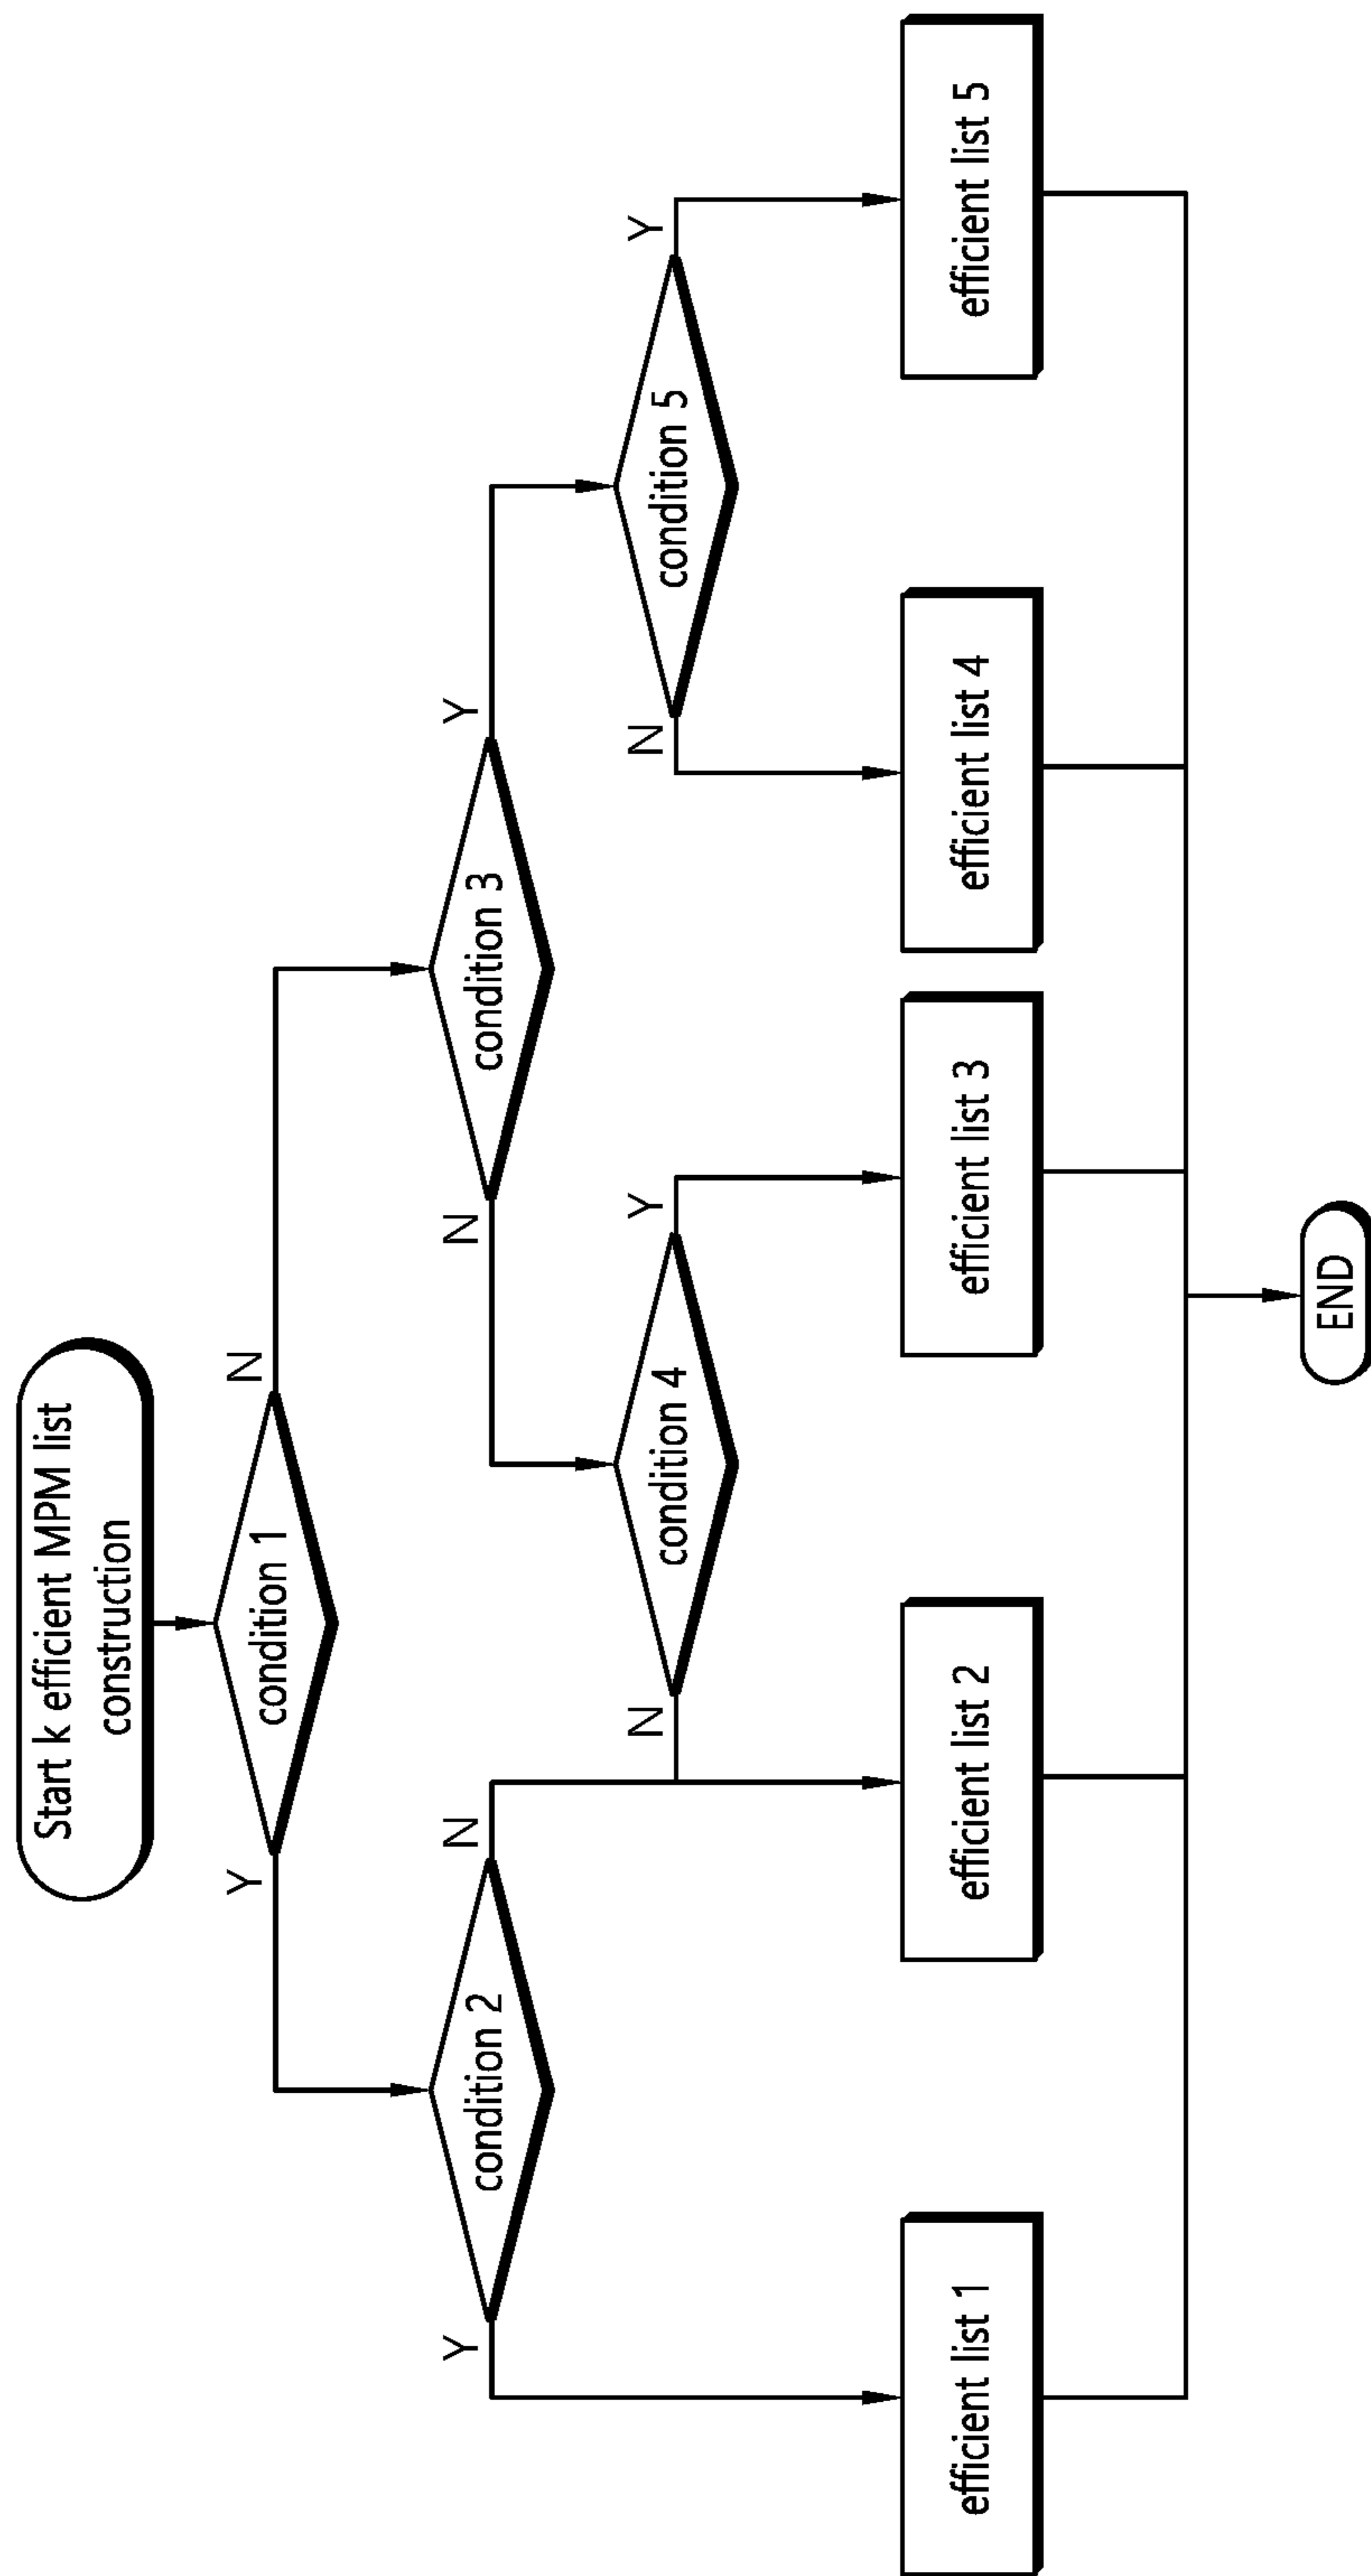 Start k efficient MPM list
construction
Y
condition 1
N
Y
condition 2
N
N
condition 3
Y
N
condition 4
Y
N
condition 5
Y
efficient list 1
efficient list 2
efficient list 3
efficient list 4
efficient list 5
END